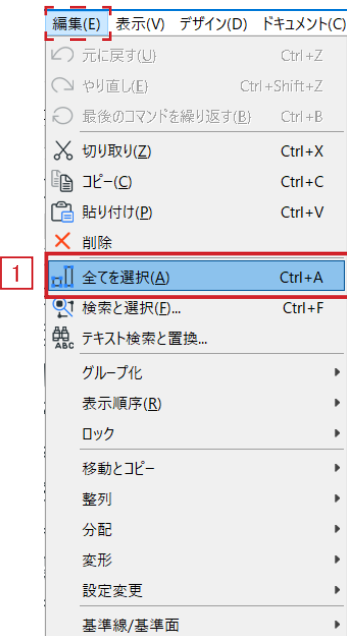 編集(E) 表示(V) デザイン(D) ドキュメント(C)
元に戻す(U) Ctrl+Z
やり直し(E) Ctrl+Shift+Z
最後のコマンドを繰り返す(B) Ctrl+B
切り取り(Z) Ctrl+X
コピー(C) Ctrl+C
貼り付け(P) Ctrl+V
削除
1 全てを選択(A) Ctrl+A
検索と選択(F)... Ctrl+F
ABC テキスト検索と置換...
グループ化
表示順序(R)
ロック
移動とコピー
整列
分配
変形
設定変更
基準線/基準面